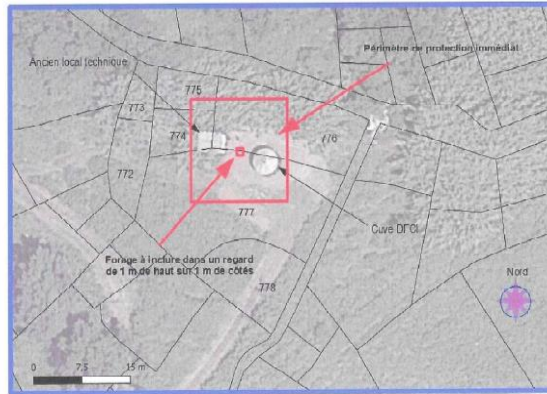 Périmètre de protection immédiat
Ancien local technique
775
773
774
776
772
777
Cuve DFCI
Forage à inclure dans un regard
de 1 m de haut sur 1 m de côtés
778
Nord
0 7,5 15 m